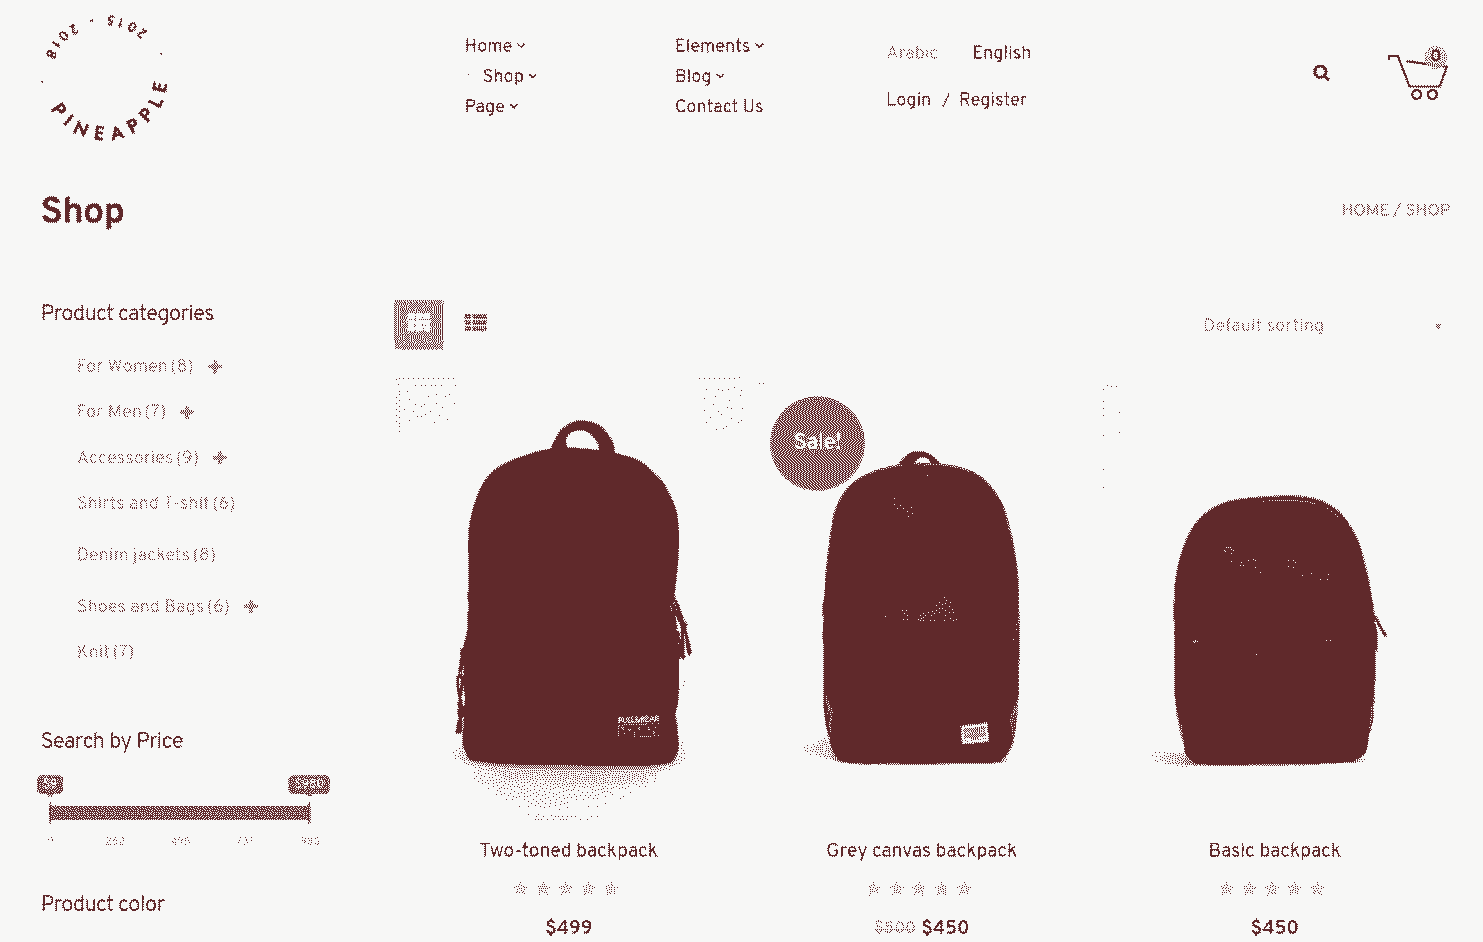 2015 · 2018
PINEAPPLE
Home
Elements
Arabic English
Shop
Blog
Page
Contact Us
Login / Register
0
Shop
HOME / SHOP
Product categories
Default sorting
For Women (8)
For Men (7)
Accessories (9)
Shirts and T-shit (6)
Denim jackets (8)
Shoes and Bags (6)
Knit (7)
Sale!
PULL&BEAR
Search by Price
Product color
Two-toned backpack
Grey canvas backpack
Basic backpack
$499
$500 $450
$450